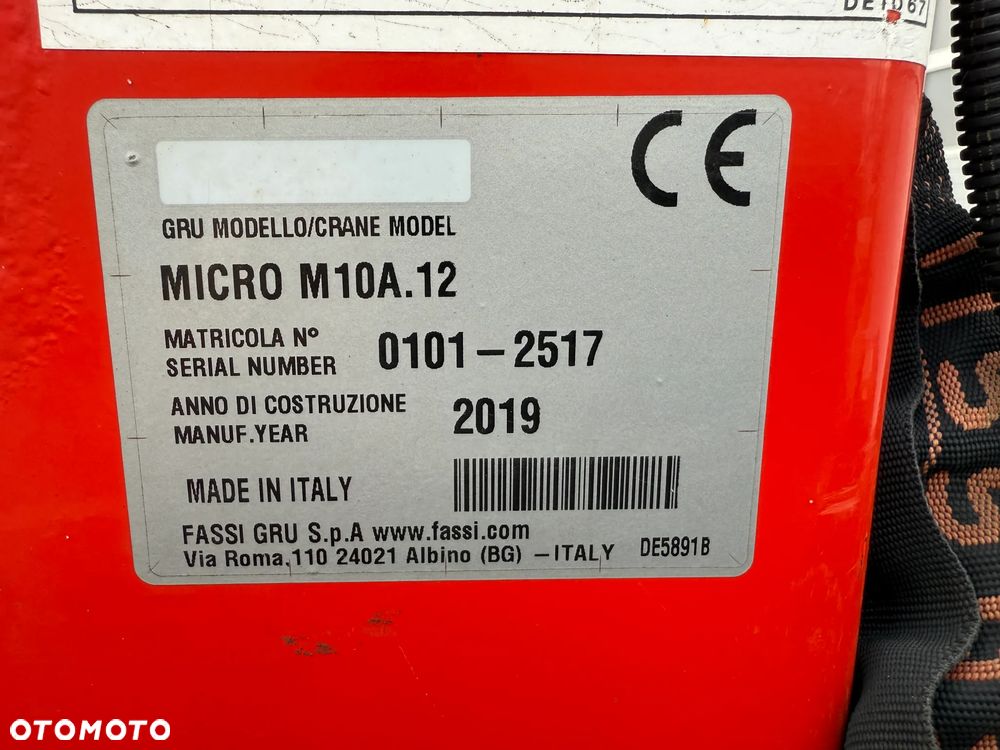 DE1067
CE
GRU MODELLO/CRANE MODEL
MICRO M10A.12
MATRICOLA N°
SERIAL NUMBER
0101-2517
ANNO DI COSTRUZIONE
MANUF.YEAR
2019
MADE IN ITALY
FASSI GRU S.p.A www.fassi.com
Via Roma,110 24021 Albino (BG) -ITALY
DE5891B
OTOMOTO